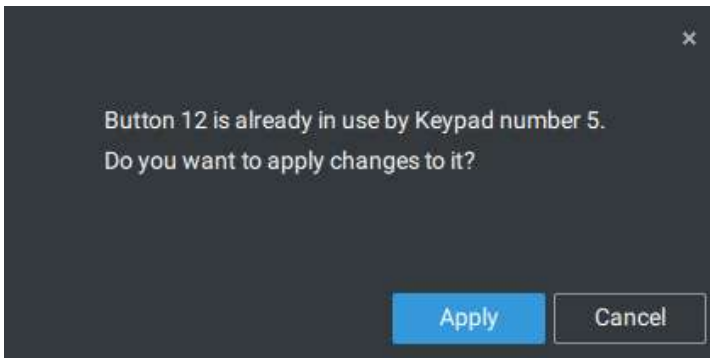 Button 12 is already in use by Keypad number 5.
Do you want to apply changes to it?
Apply
Cancel